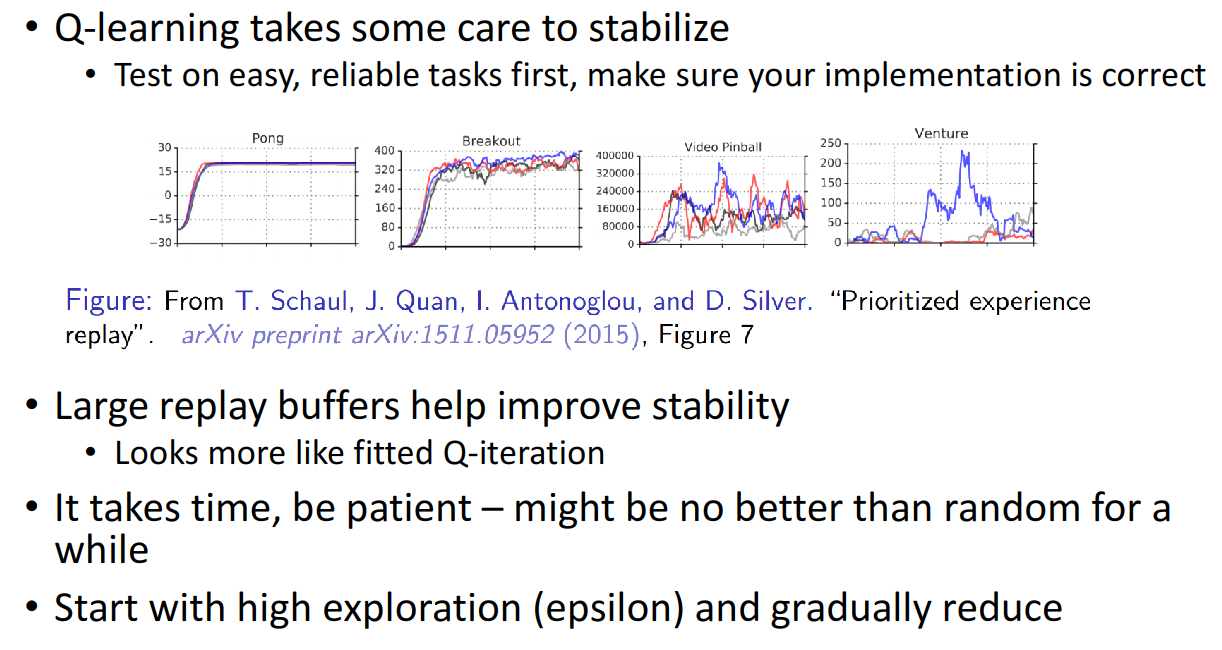 • Q-learning takes some care to stabilize
• Test on easy, reliable tasks first, make sure your implementation is correct
Pong
30
15
0
−15
−30
Breakout
400
320
240
160
80
0
Video Pinball
400000
320000
240000
160000
80000
0
Venture
250
200
150
100
50
0
Figure: From T. Schaul, J. Quan, I. Antonoglou, and D. Silver. “Prioritized experience
replay”. arXiv preprint arXiv:1511.05952 (2015), Figure 7
• Large replay buffers help improve stability
• Looks more like fitted Q-iteration
• It takes time, be patient – might be no better than random for a
while
• Start with high exploration (epsilon) and gradually reduce